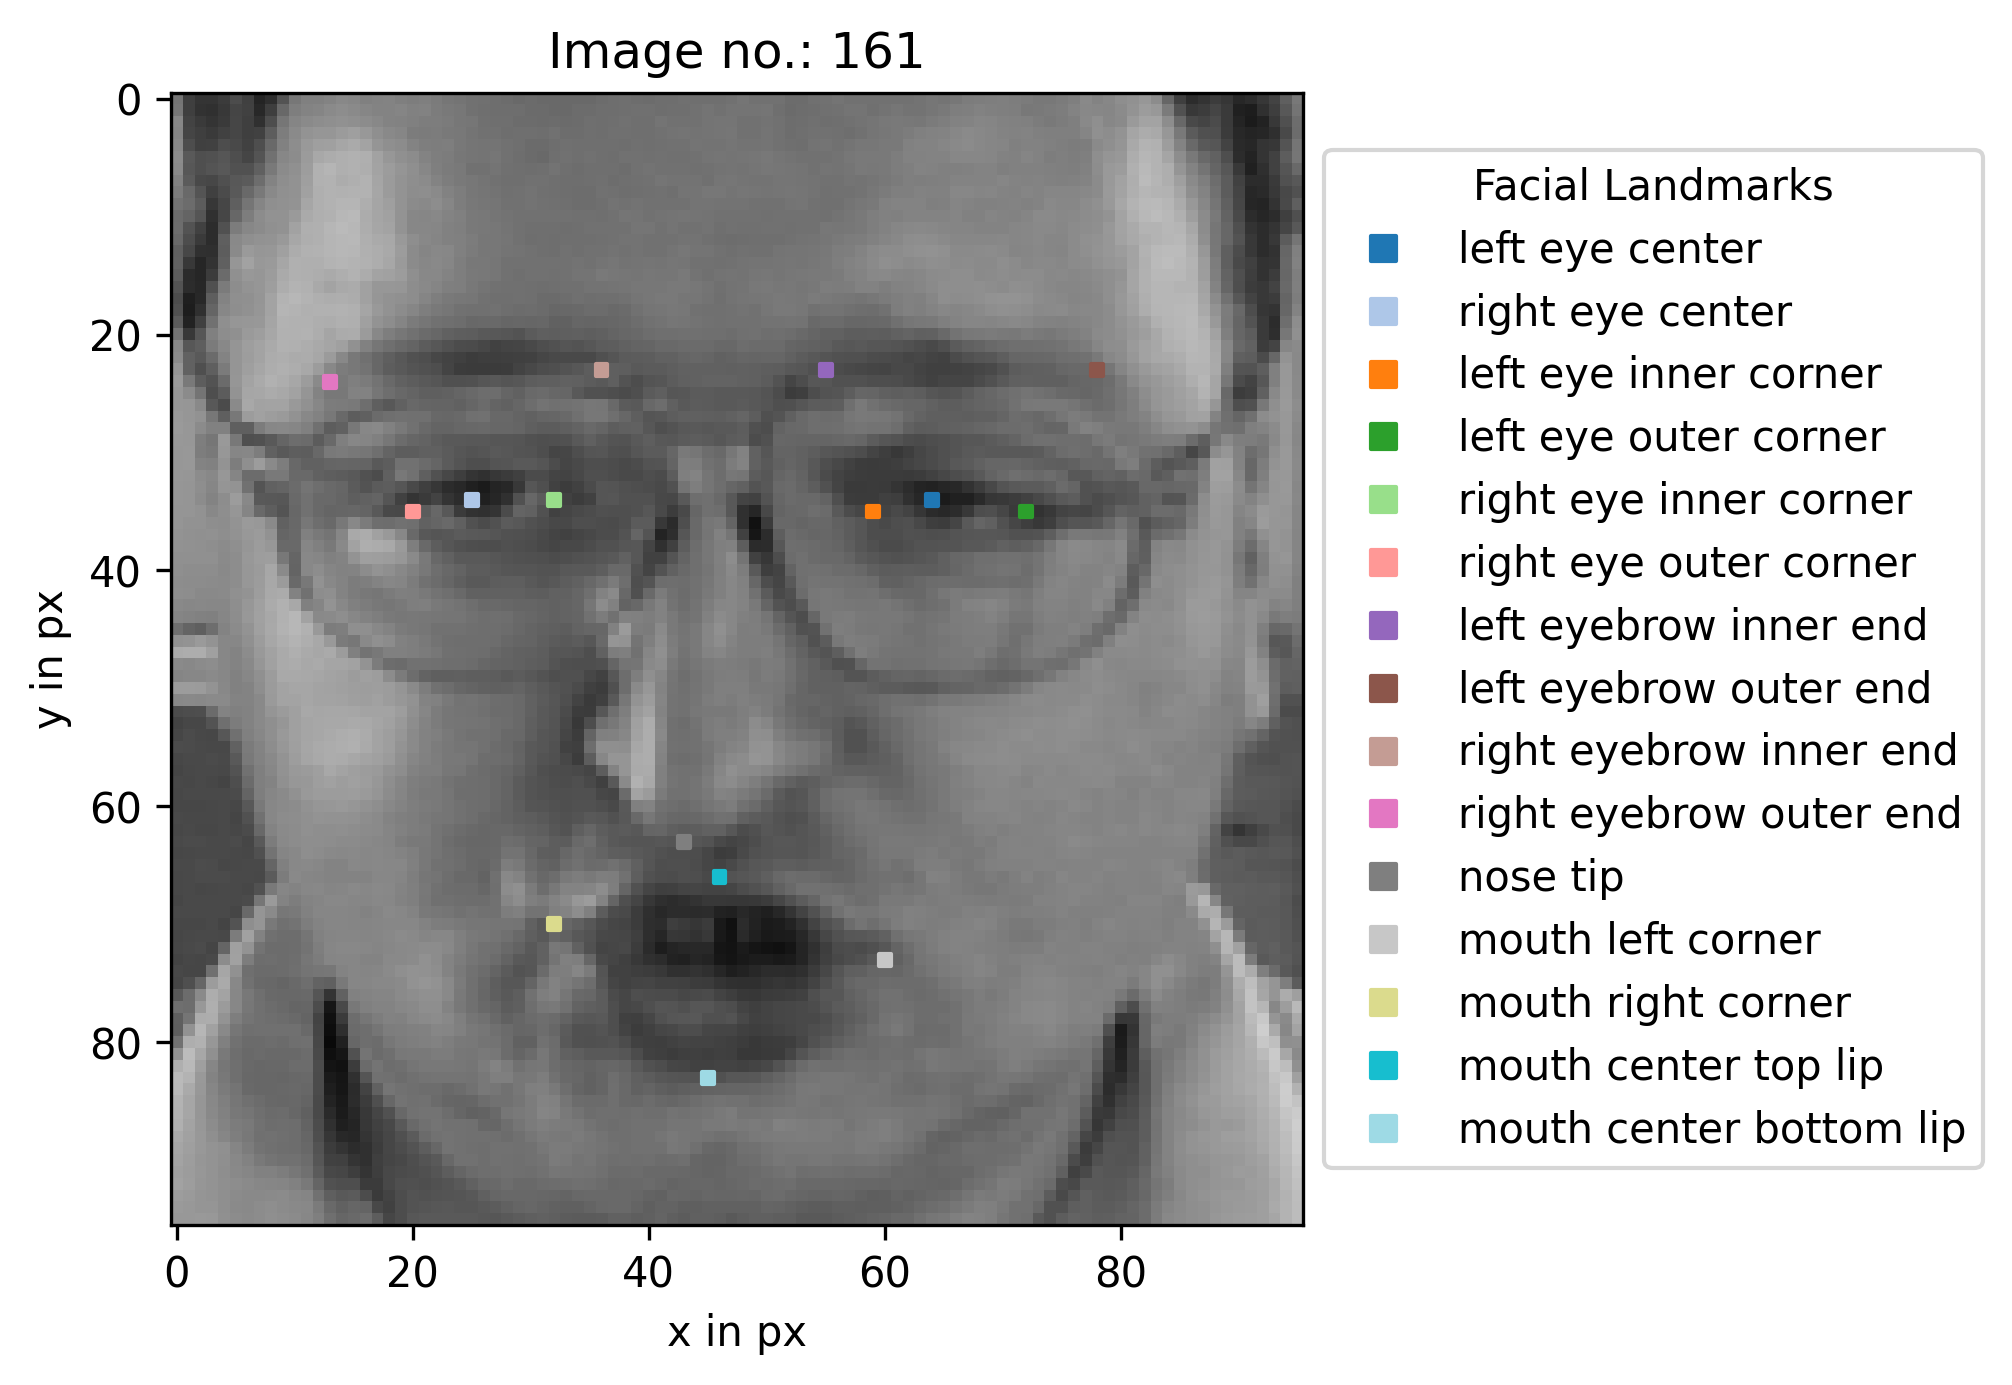 Image no.: 161
0
20
40
60
80
y in px
0 20 40 60 80
x in px
Facial Landmarks
left eye center
right eye center
left eye inner corner
left eye outer corner
right eye inner corner
right eye outer corner
left eyebrow inner end
left eyebrow outer end
right eyebrow inner end
right eyebrow outer end
nose tip
mouth left corner
mouth right corner
mouth center top lip
mouth center bottom lip